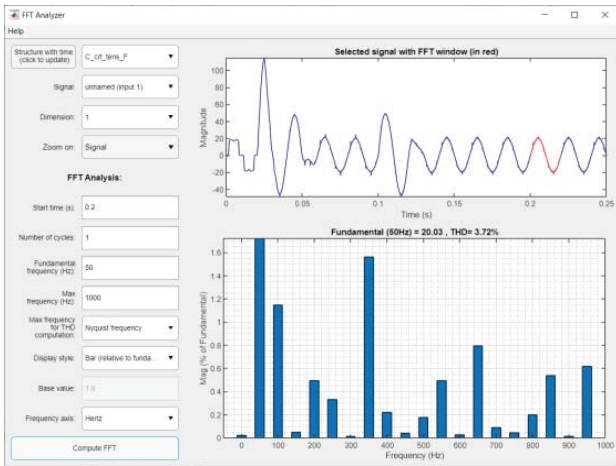 FFT Analyzer
Help
Structure with time
(click to update)
C_crt_tens_F
Signal:
unnamed (input 1)
Dimension:
1
Zoom on:
Signal
FFT Analysis:
Start time (s):
0.2
Number of cycles:
1
Fundamental
frequency (Hz):
50
Max
frequency (Hz):
1000
Max frequency
for THD
computation:
Nyquist frequency
Display style:
Bar (relative to funda...
Base value:
1.0
Frequency axis:
Hertz
Compute FFT
Selected signal with FFT window (in red)
Magnitude
100
80
60
40
20
0
-20
-40
0 0.05 0.1 0.15 0.2 0.25
Time (s)
Fundamental (50Hz) = 20.03 , THD= 3.72%
Mag (% of Fundamental)
1.6
1.4
1.2
1
0.8
0.6
0.4
0.2
0
0 100 200 300 400 500 600 700 800 900 1000
Frequency (Hz)